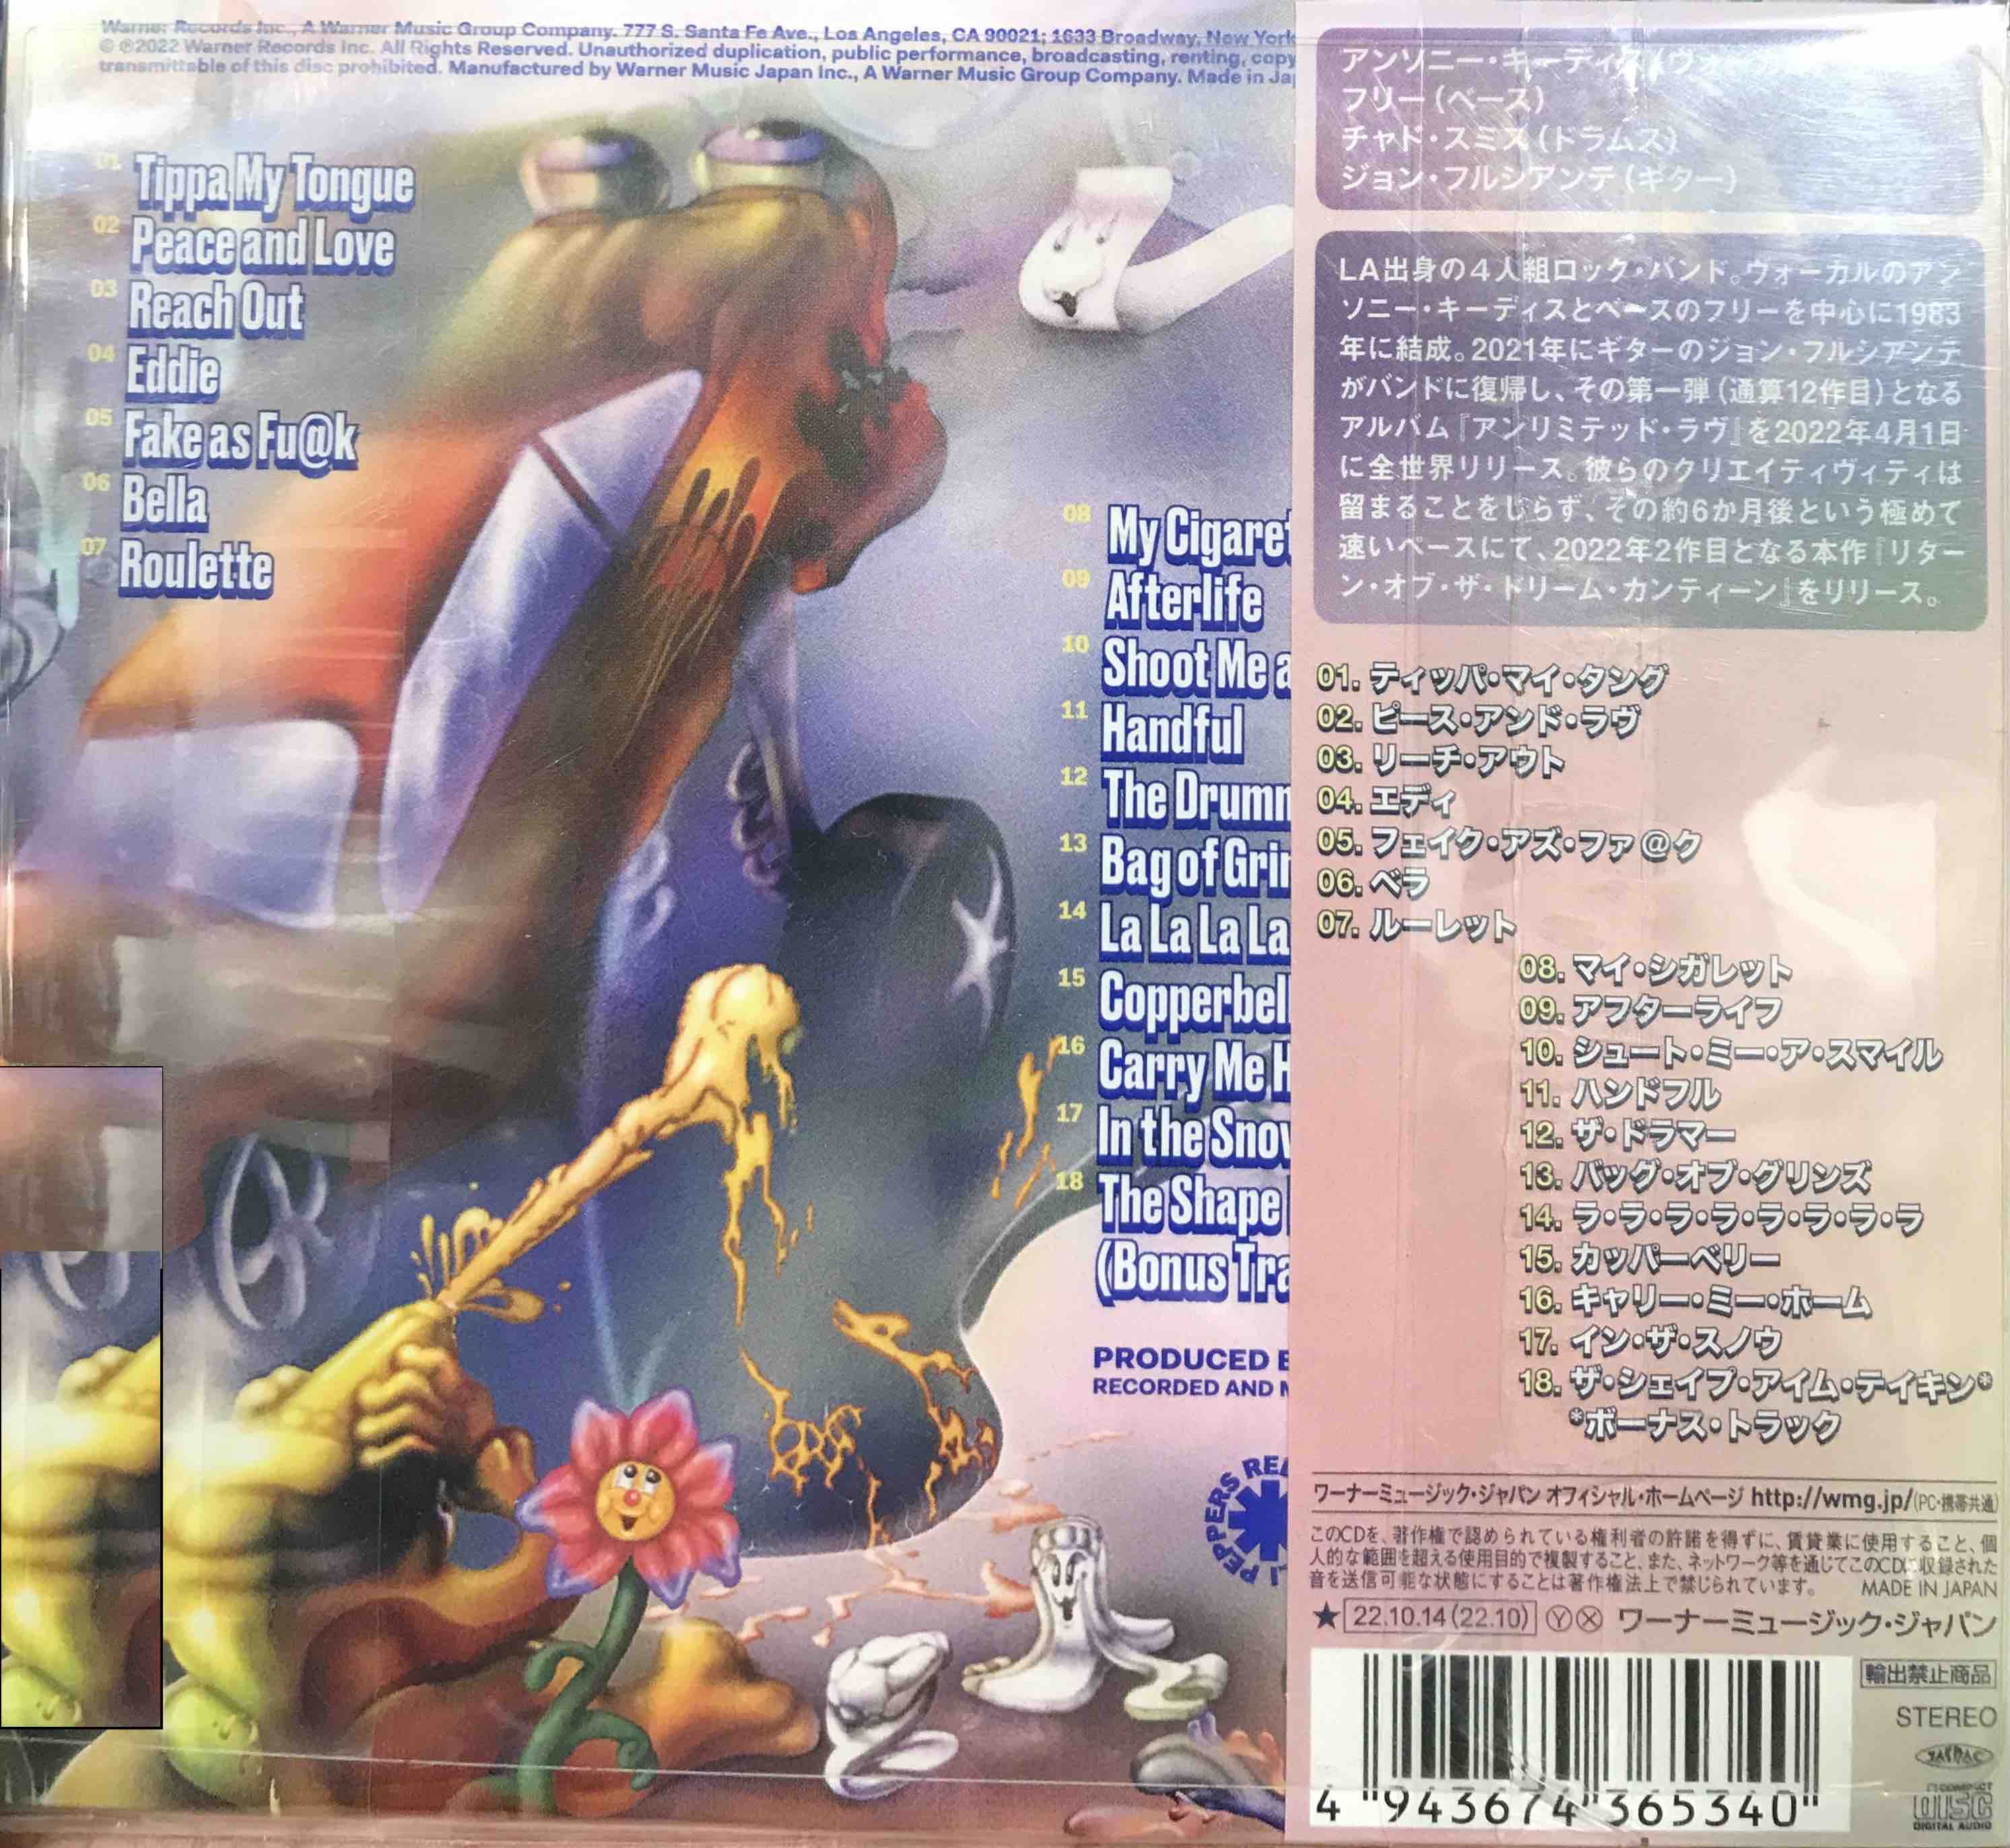 Warner Records Inc., A Warner Music Group Company. 777 S. Santa Fe Ave., Los Angeles, CA 90021; 1633 Broadway, New York
© ℗2022 Warner Records Inc. All Rights Reserved. Unauthorized duplication, public performance, broadcasting, renting, copy
transmittable of this disc prohibited. Manufactured by Warner Music Japan Inc., A Warner Music Group Company. Made in Ja
01 Tippa My Tongue
02 Peace and Love
03 Reach Out
04 Eddie
05 Fake as Fu@k
06 Bella
07 Roulette
08 My Cigaret
09 Afterlife
10 Shoot Me a
11 Handful
12 The Drumm
13 Bag of Grin
14 La La La La
15 Copperbel
16 Carry Me H
17 In the Snow
18 The Shape
(Bonus Tra
PRODUCED B
RECORDED AND M
PEPPERS RE
アンソニー・キーディス(ヴォーカル
フリー(ベース)
チャド・スミス(ドラムス)
ジョン・フルシアンテ(ギター)
LA出身の4人組ロック・バンド。ヴォーカルのアン
ソニー・キーディスとベースのフリーを中心に1983
年に結成。2021年にギターのジョン・フルシアンテ
がバンドに復帰し、その第一弾(通算12作目)となる
アルバム『アンリミテッド・ラヴ』を2022年4月1日
に全世界リリース。彼らのクリエイティヴィティは
留まることをしらず、その約6か月後という極めて
速いペースにて、2022年2作目となる本作『リター
ン・オブ・ザ・ドリーム・カンティーン』をリリース。
01. ティッパ・マイ・タング
02. ピース・アンド・ラヴ
03. リーチ・アウト
04. エディ
05. フェイク・アズ・ファ@ク
06. ベラ
07. ルーレット
08. マイ・シガレット
09. アフターライフ
10. シュート・ミー・ア・スマイル
11. ハンドフル
12. ザ・ドラマー
13. バッグ・オブ・グリンズ
14. ラ・ラ・ラ・ラ・ラ・ラ・ラ・ラ
15. カッパーベリー
16. キャリー・ミー・ホーム
17. イン・ザ・スノウ
18. ザ・シェイプ・アイム・テイキン*
*ボーナス・トラック
ワーナーミュージック・ジャパン オフィシャル・ホームページ http://wmg.jp/(PC・携帯共通)
このCDを、著作権で認められている権利者の許諾を得ずに、賃貸業に使用すること、個
人的な範囲を超える使用目的で複製すること、また、ネットワーク等を通じてこのCDに収録された
音を送信可能な状態にすることは著作権法上で禁じられています。 MADE IN JAPAN
★ 22.10.14(22.10) Ⓨ Ⓧ ワーナーミュージック・ジャパン
輸出禁止商品
STEREO
JASRAC
COMPACT
DISC
DIGITAL AUDIO
4 943674 365340